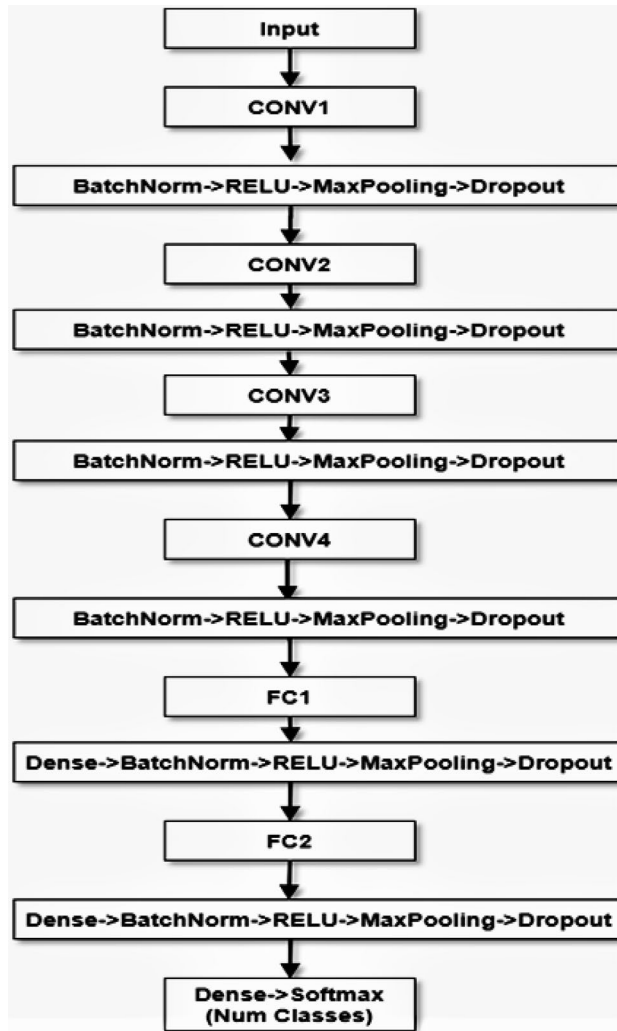 Input
CONV1
BatchNorm->RELU->MaxPooling->Dropout
CONV2
BatchNorm->RELU->MaxPooling->Dropout
CONV3
BatchNorm->RELU->MaxPooling->Dropout
CONV4
BatchNorm->RELU->MaxPooling->Dropout
FC1
Dense->BatchNorm->RELU->MaxPooling->Dropout
FC2
Dense->BatchNorm->RELU->MaxPooling->Dropout
Dense->Softmax
(Num Classes)